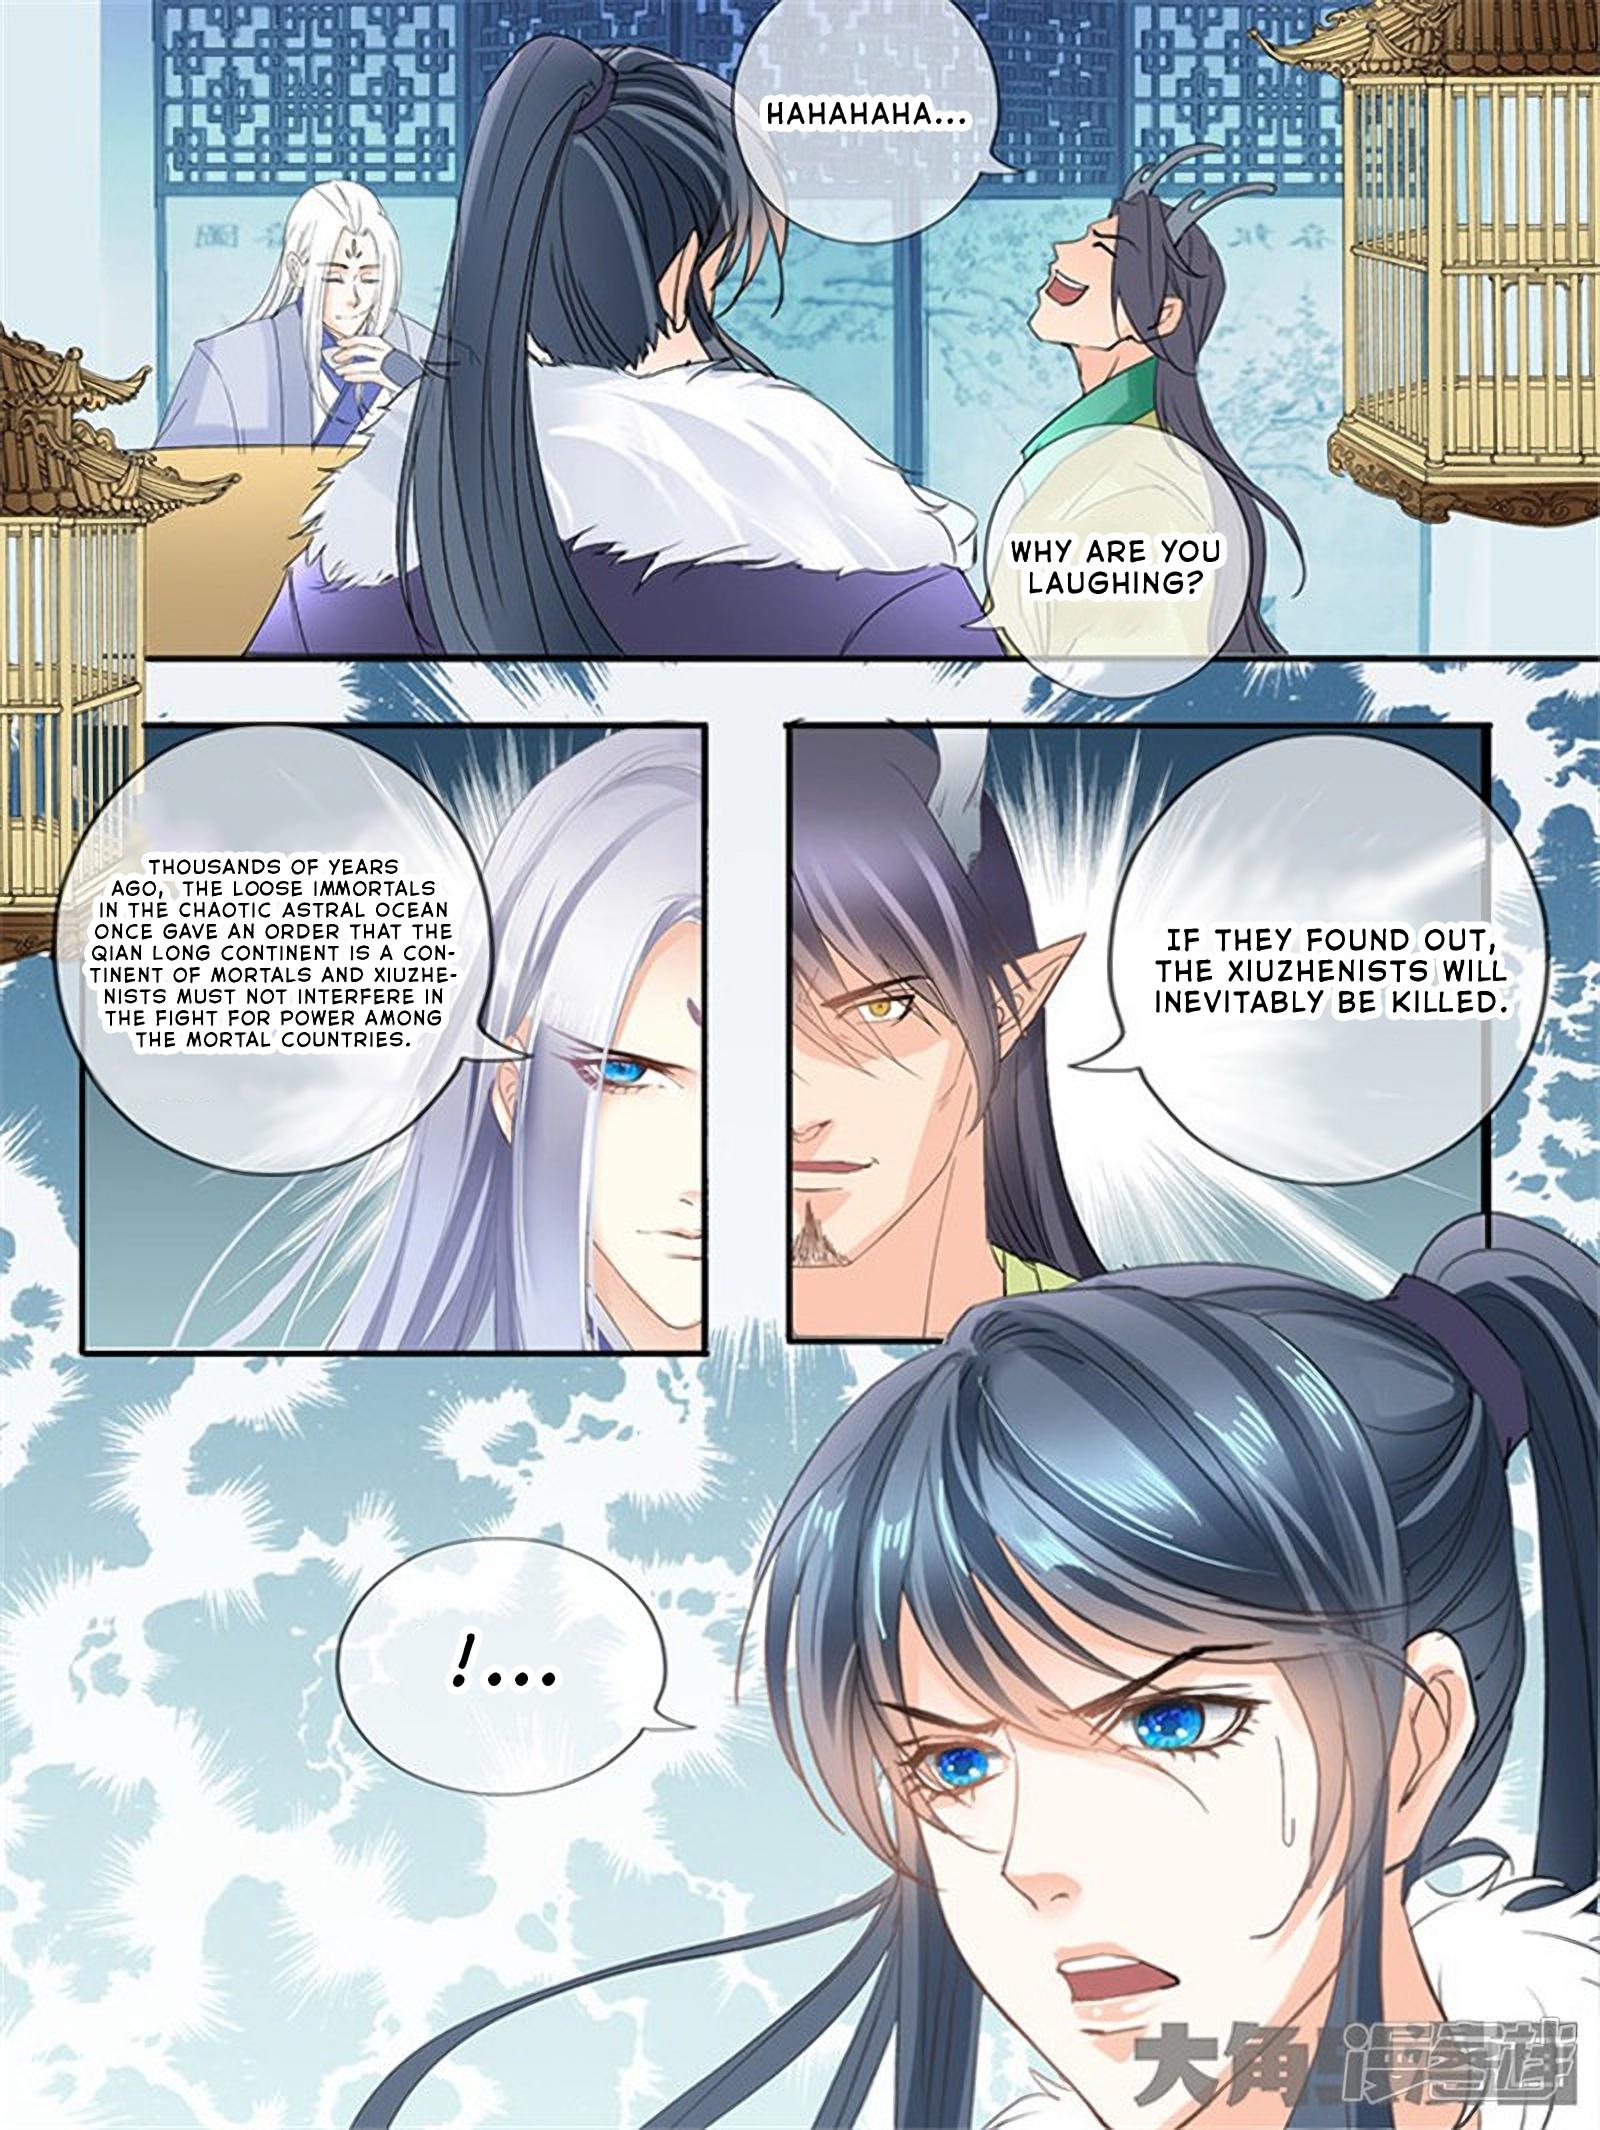 HAHAHAHA...
WHY ARE YOU
LAUGHING?
THOUSANDS OF YEARS
AGO, THE LOOSE IMMORTALS
IN THE CHAOTIC ASTRAL OCEAN
ONCE GAVE AN ORDER THAT THE
QIAN LONG CONTINENT IS A CON-
TINENT OF MORTALS AND XIUZHE-
NISTS MUST NOT INTERFERE IN
THE FIGHT FOR POWER AMONG
THE MORTAL COUNTRIES.
IF THEY FOUND OUT,
THE XIUZHENISTS WILL
INEVITABLY BE KILLED.
!...
大角 漫客栈